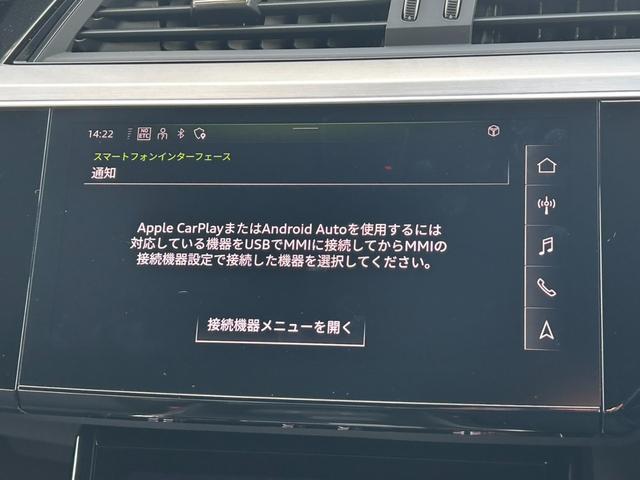 14:22 NO ETC
スマートフォンインターフェース
通知
Apple CarPlayまたはAndroid Autoを使用するには
対応している機器をUSBでMMIに接続してからMMIの
接続機器設定で接続した機器を選択してください。
接続機器メニューを開く